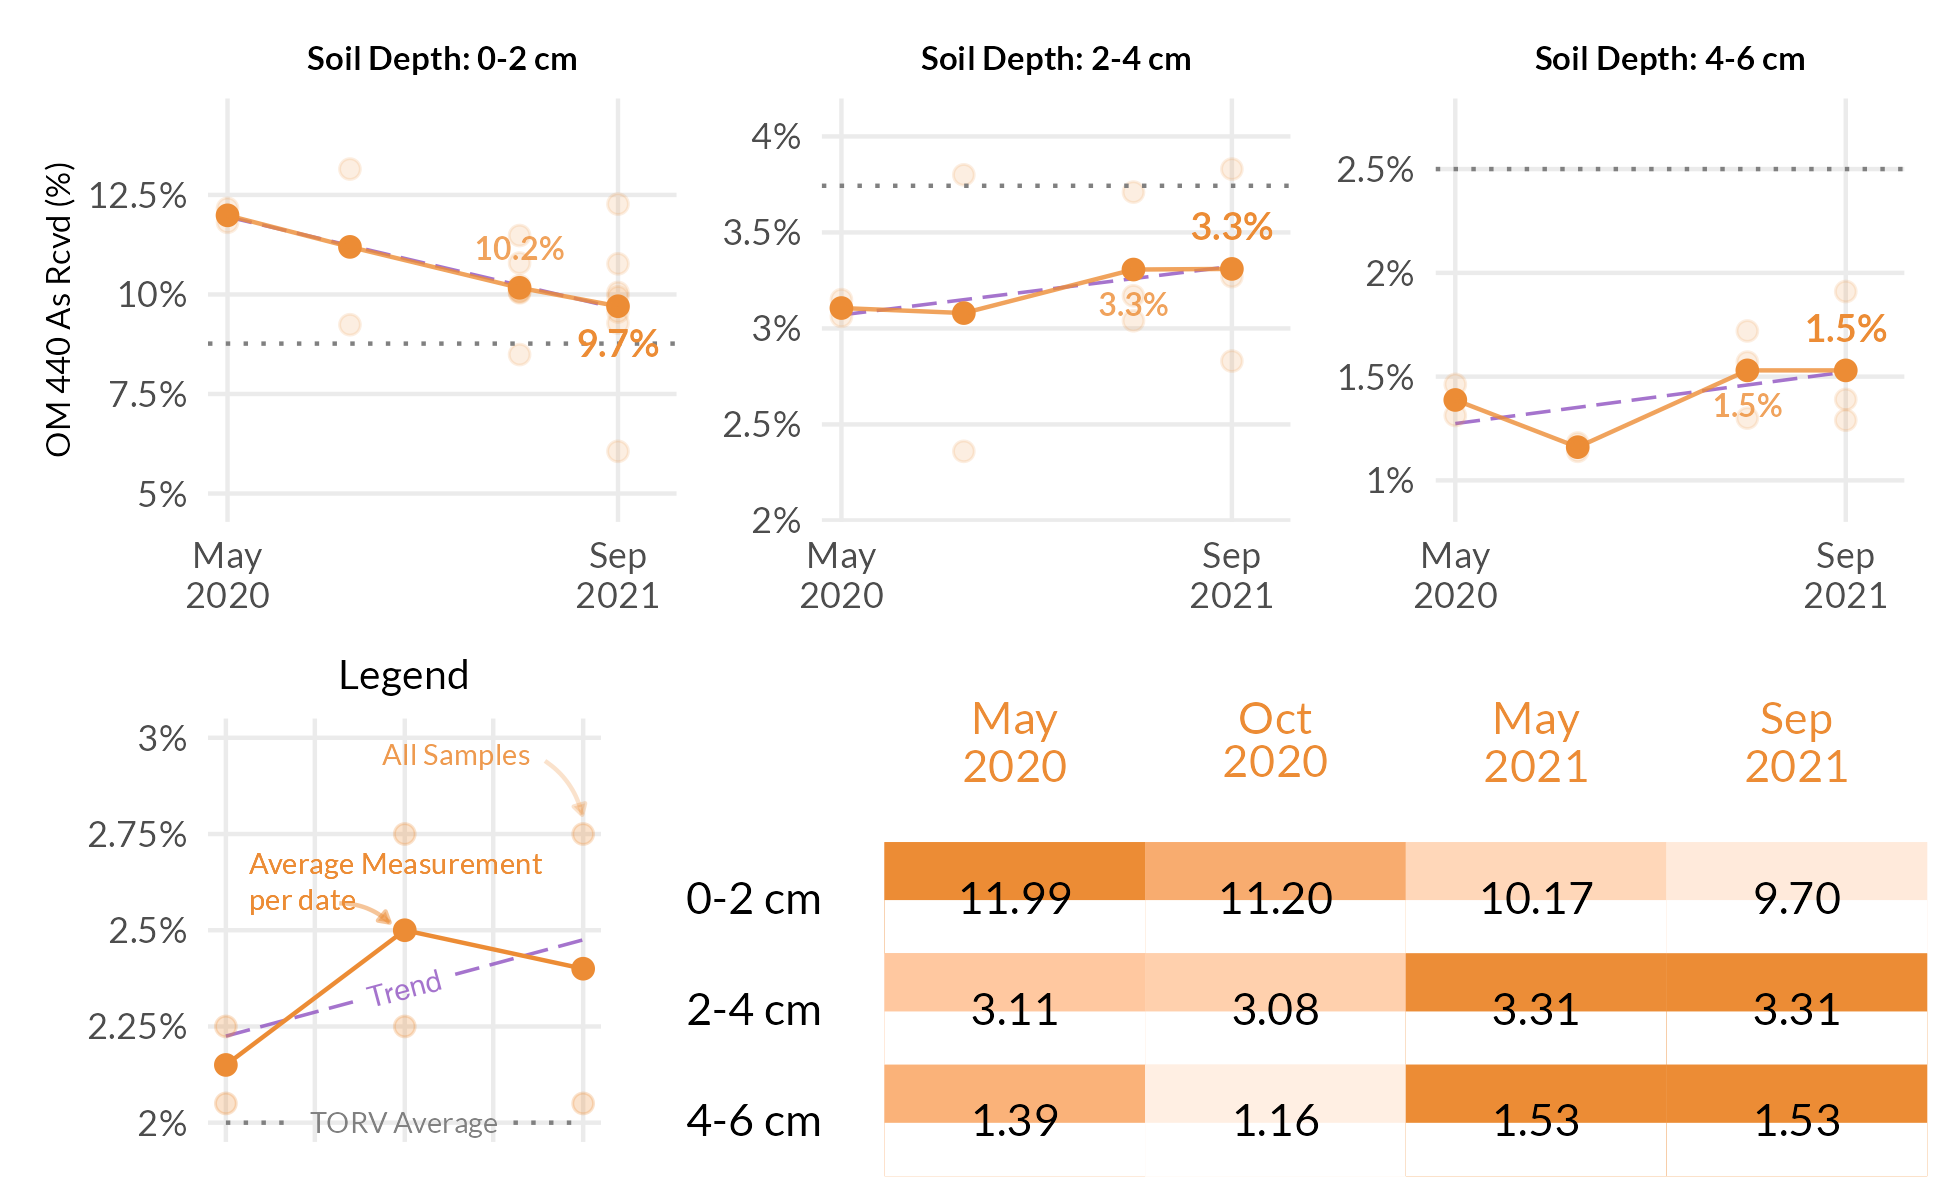 Soil Depth: 0-2 cm
Soil Depth: 2-4 cm
Soil Depth: 4-6 cm
OM 440 As Rcvd (%)
12.5%
10%
7.5%
5%
10.2%
9.7%
May
2020
Sep
2021
4%
3.5%
3%
2.5%
2%
3.3%
3.3%
May
2020
Sep
2021
2.5%
2%
1.5%
1%
1.5%
1.5%
May
2020
Sep
2021
Legend
3%
2.75%
2.5%
2.25%
2%
All Samples
Average Measurement
per date
Trend
TORV Average
May
2020
Oct
2020
May
2021
Sep
2021
0-2 cm 11.99 11.20 10.17 9.70
2-4 cm 3.11 3.08 3.31 3.31
4-6 cm 1.39 1.16 1.53 1.53